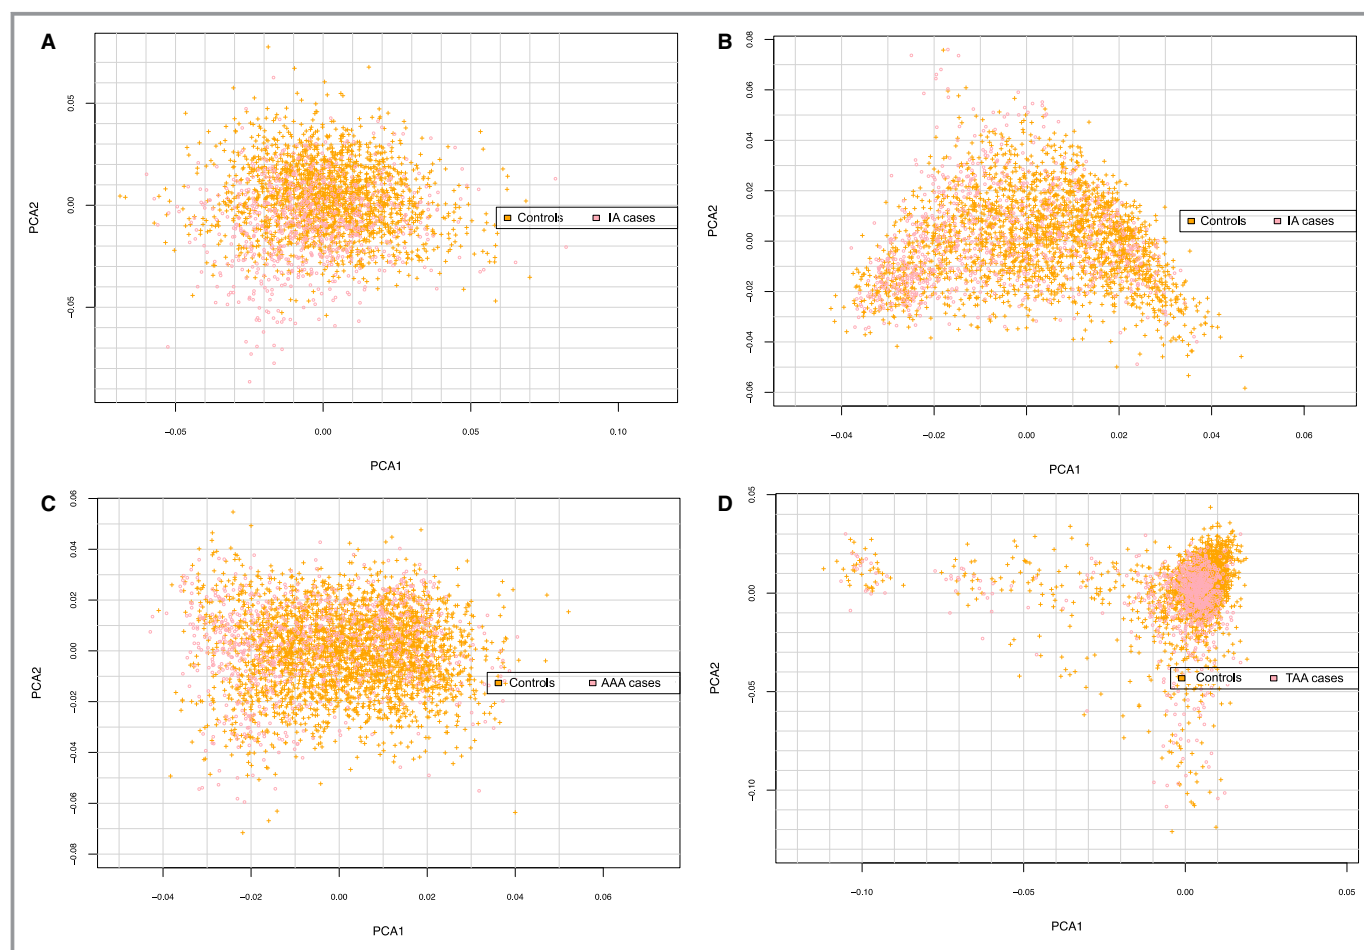 A
0.05
0.00
−0.05
PCA2
Controls IA cases
−0.05 0.00 0.05 0.10
PCA1
B
0.08
0.06
0.04
0.02
0.00
−0.02
−0.04
−0.06
PCA2
Controls IA cases
−0.04 −0.02 0.00 0.02 0.04 0.06
PCA1
C
0.06
0.04
0.02
0.00
−0.02
−0.04
−0.06
−0.08
PCA2
Controls AAA cases
−0.04 −0.02 0.00 0.02 0.04 0.06
PCA1
D
0.05
0.00
−0.05
−0.10
PCA2
Controls TAA cases
−0.10 −0.05 0.00 0.05
PCA1